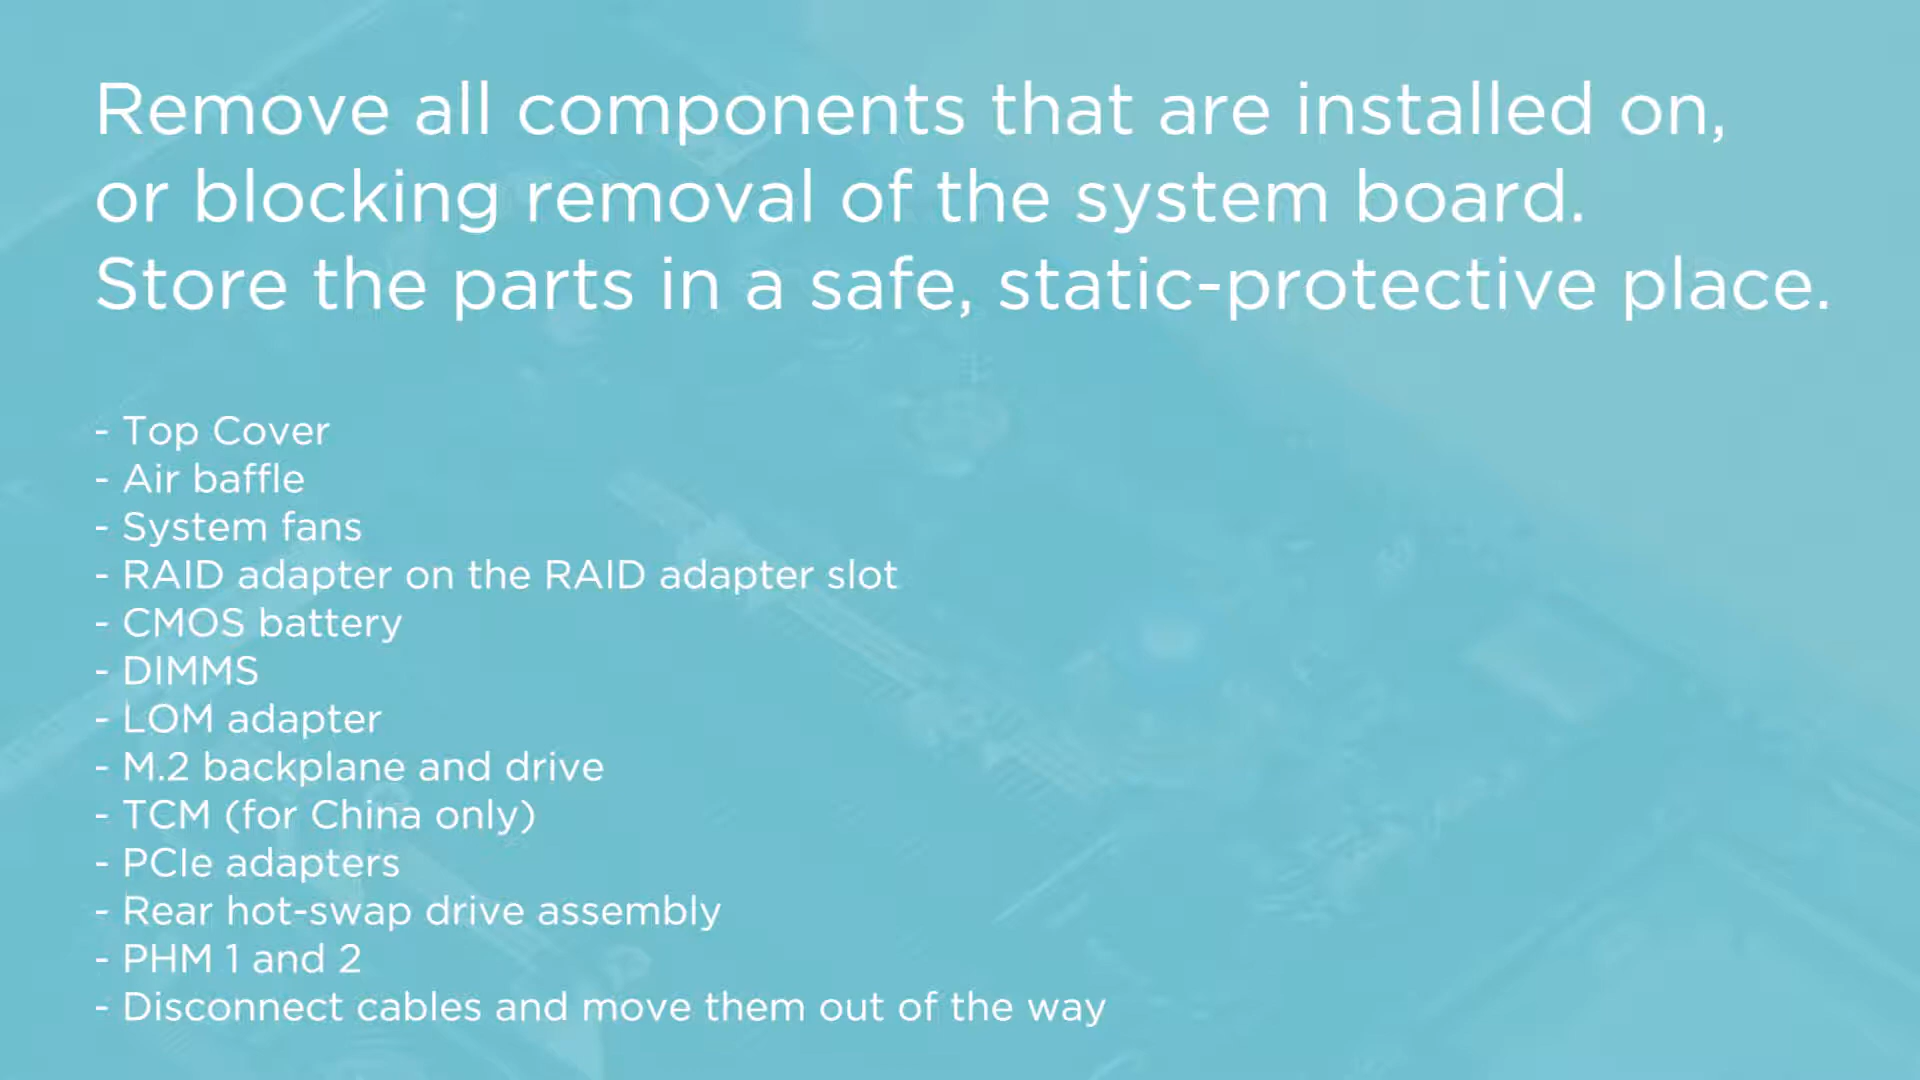 Remove all components that are installed on,
or blocking removal of the system board.
Store the parts in a safe, static-protective place.
- Top Cover
- Air baffle
- System fans
- RAID adapter on the RAID adapter slot
- CMOS battery
- DIMMS
- LOM adapter
- M.2 backplane and drive
- TCM (for China only)
- PCIe adapters
- Rear hot-swap drive assembly
- PHM 1 and 2
- Disconnect cables and move them out of the way